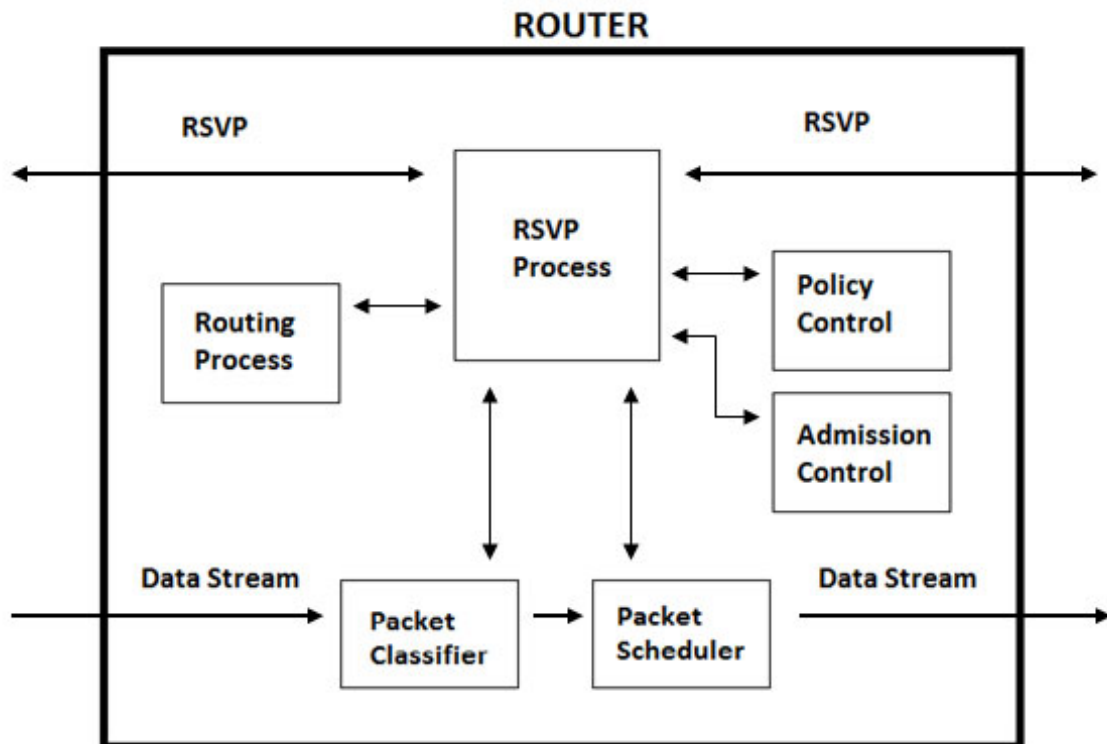 ROUTER
RSVP
RSVP
RSVP
Process
Policy
Control
Routing
Process
Admission
Control
Data Stream
Data Stream
Packet
Classifier
Packet
Scheduler